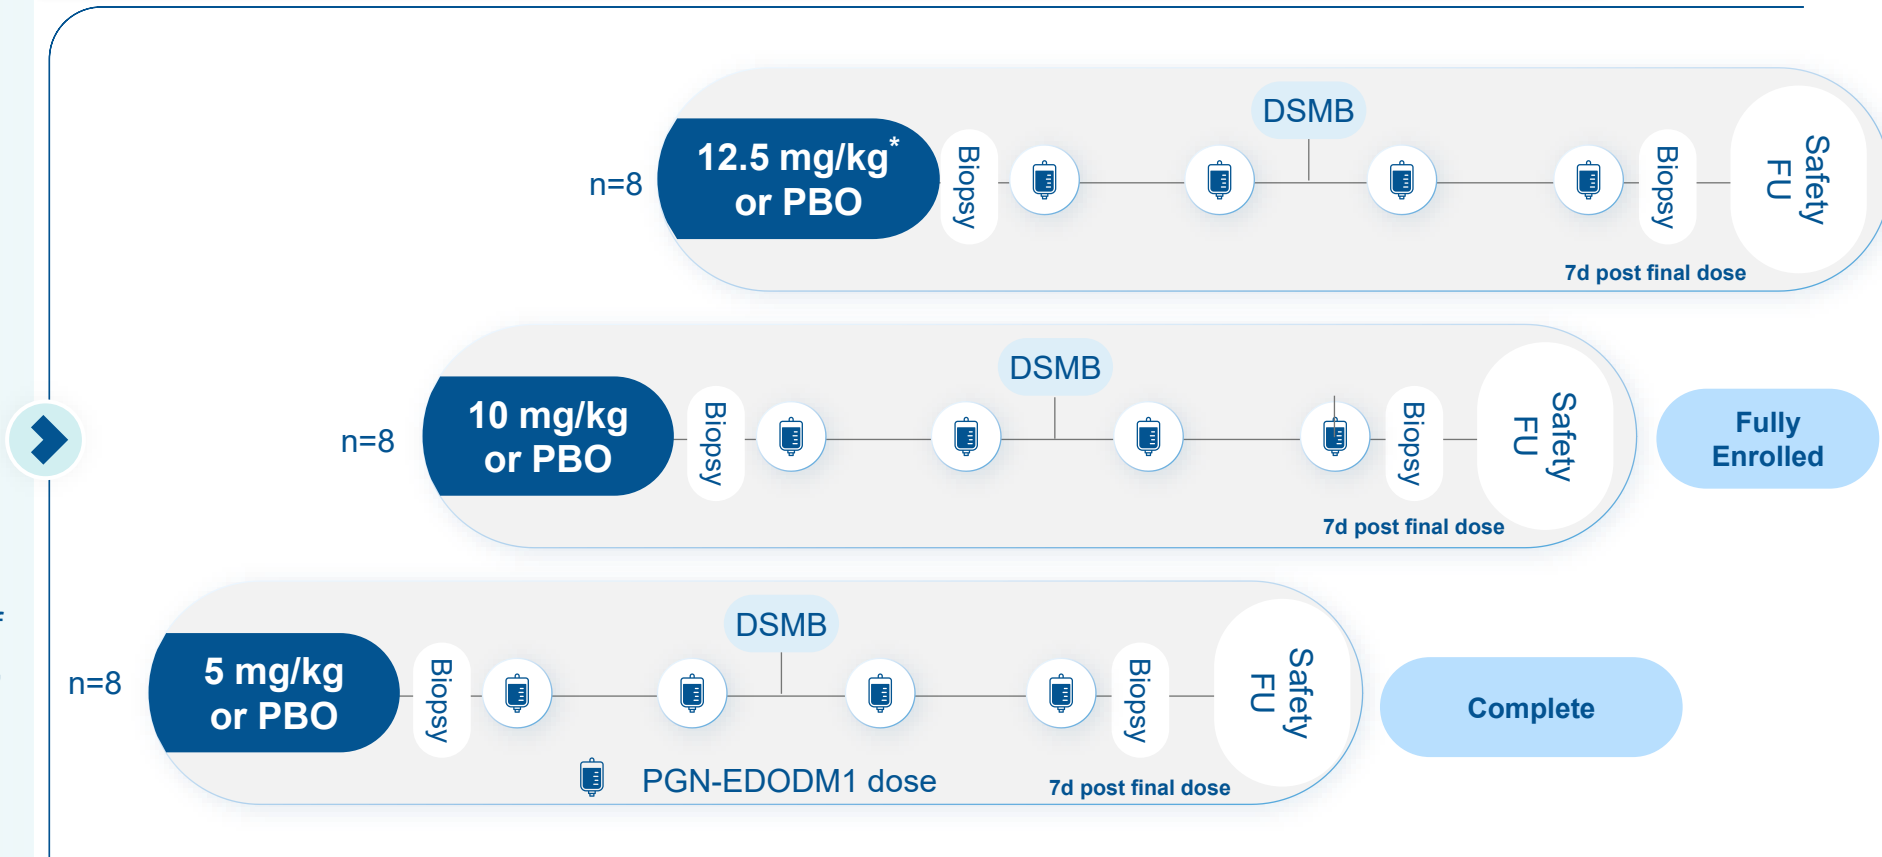 DSMB
n=8
12.5 mg/kg*
or PBO
Biopsy
Biopsy
Safety
FU
7d post final dose
DSMB
n=8
10 mg/kg
or PBO
Biopsy
Biopsy
Safety
FU
7d post final dose
Fully
Enrolled
DSMB
n=8
5 mg/kg
or PBO
Biopsy
Biopsy
Safety
FU
Complete
PGN-EDODM1 dose
7d post final dose